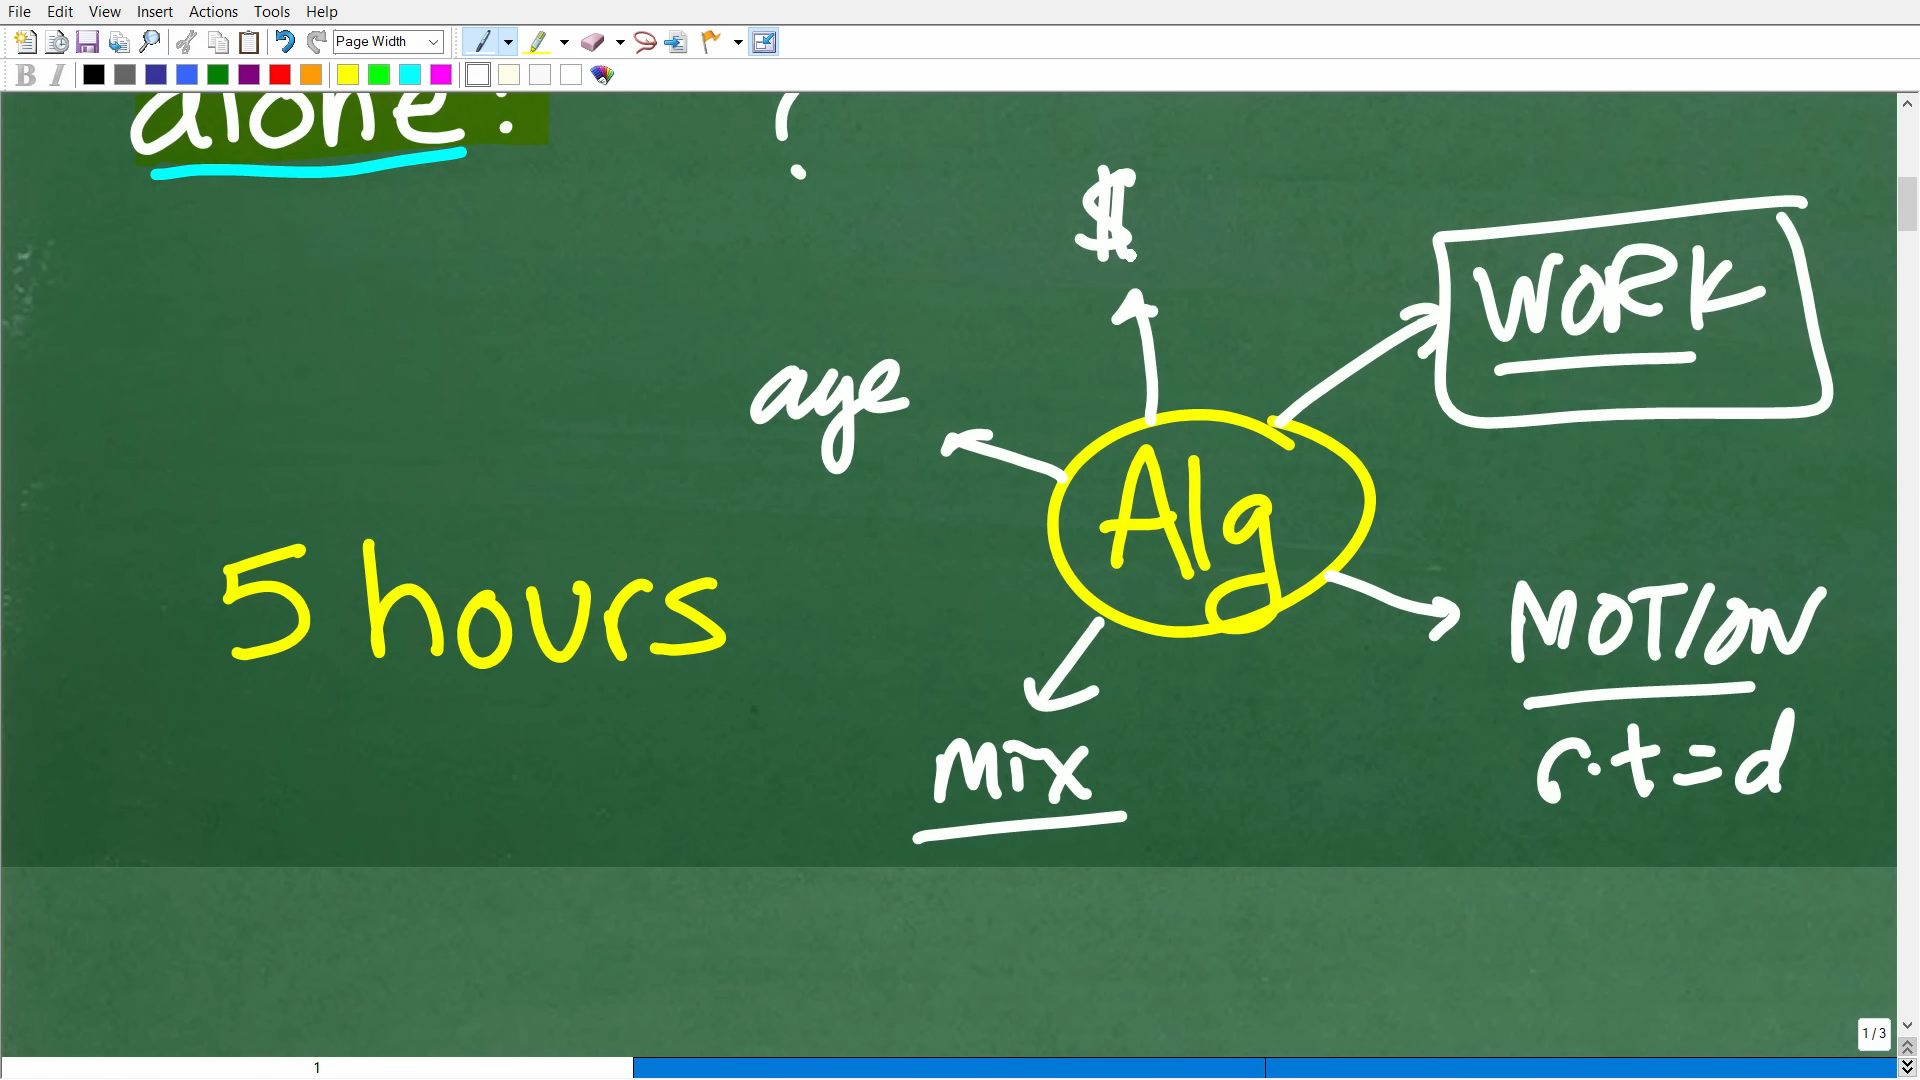 File Edit View Insert Actions Tools Help
Page Width
B I
alone?
?
$
WORK
age
Alg
5 hours
MOTION
mix
r·t=d
1 / 3
1